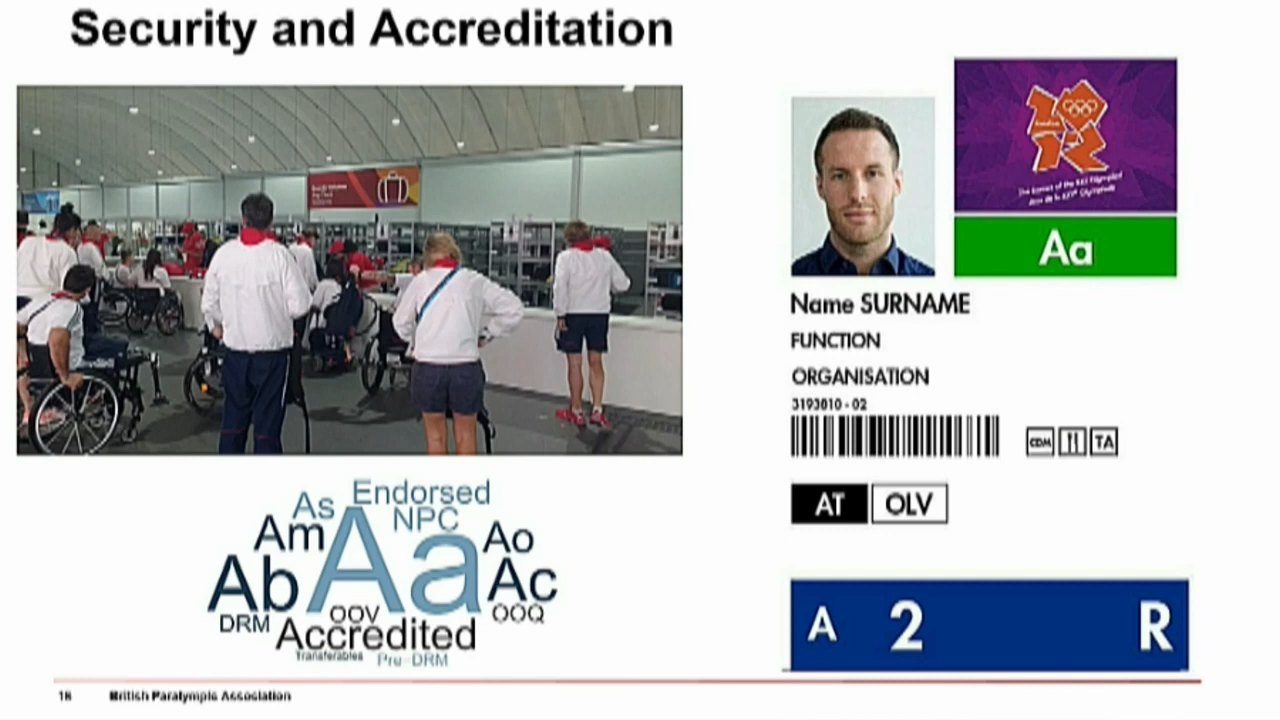 Security and Accreditation
Aa
Name SURNAME
FUNCTION
ORGANISATION
3193810 - 02
CDM
TA
AT
OLV
A 2 R
Endorsed
As
NPC
Am
Aa
Ao
Ab
Ac
OOV
OOQ
DRM
Accredited
Transferables
Pre-DRM
18 British Paralympic Association